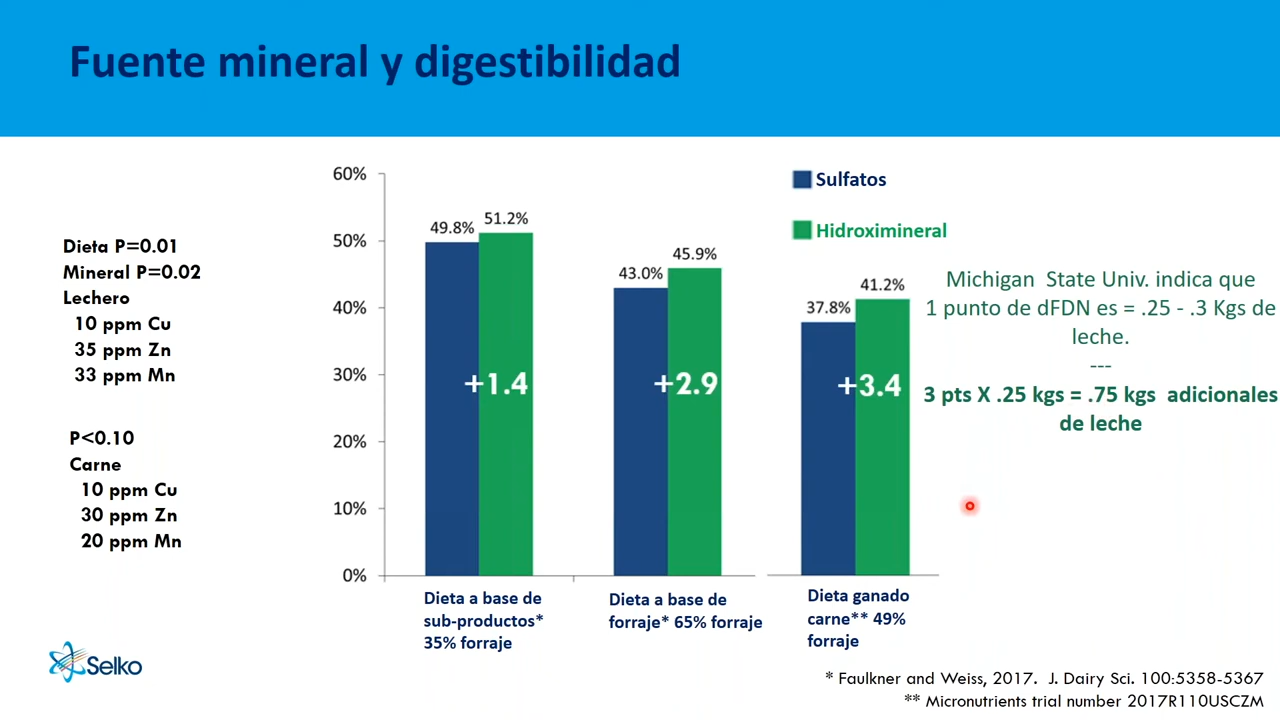 Fuente mineral y digestibilidad
Dieta P=0.01
Mineral P=0.02
Lechero
10 ppm Cu
35 ppm Zn
33 ppm Mn
P<0.10
Carne
10 ppm Cu
30 ppm Zn
20 ppm Mn
60%
50%
40%
30%
20%
10%
0%
49.8%
51.2%
+1.4
43.0%
45.9%
+2.9
37.8%
41.2%
+3.4
Dieta a base de
sub-productos*
35% forraje
Dieta a base de
forraje* 65% forraje
Dieta ganado
carne** 49%
forraje
Sulfatos
Hidroximineral
Michigan State Univ. indica que
1 punto de dFDN es = .25 - .3 Kgs de
leche.
---
3 pts X .25 kgs = .75 kgs adicionales
de leche
Selko
* Faulkner and Weiss, 2017. J. Dairy Sci. 100:5358-5367
** Micronutrients trial number 2017R110USCZM